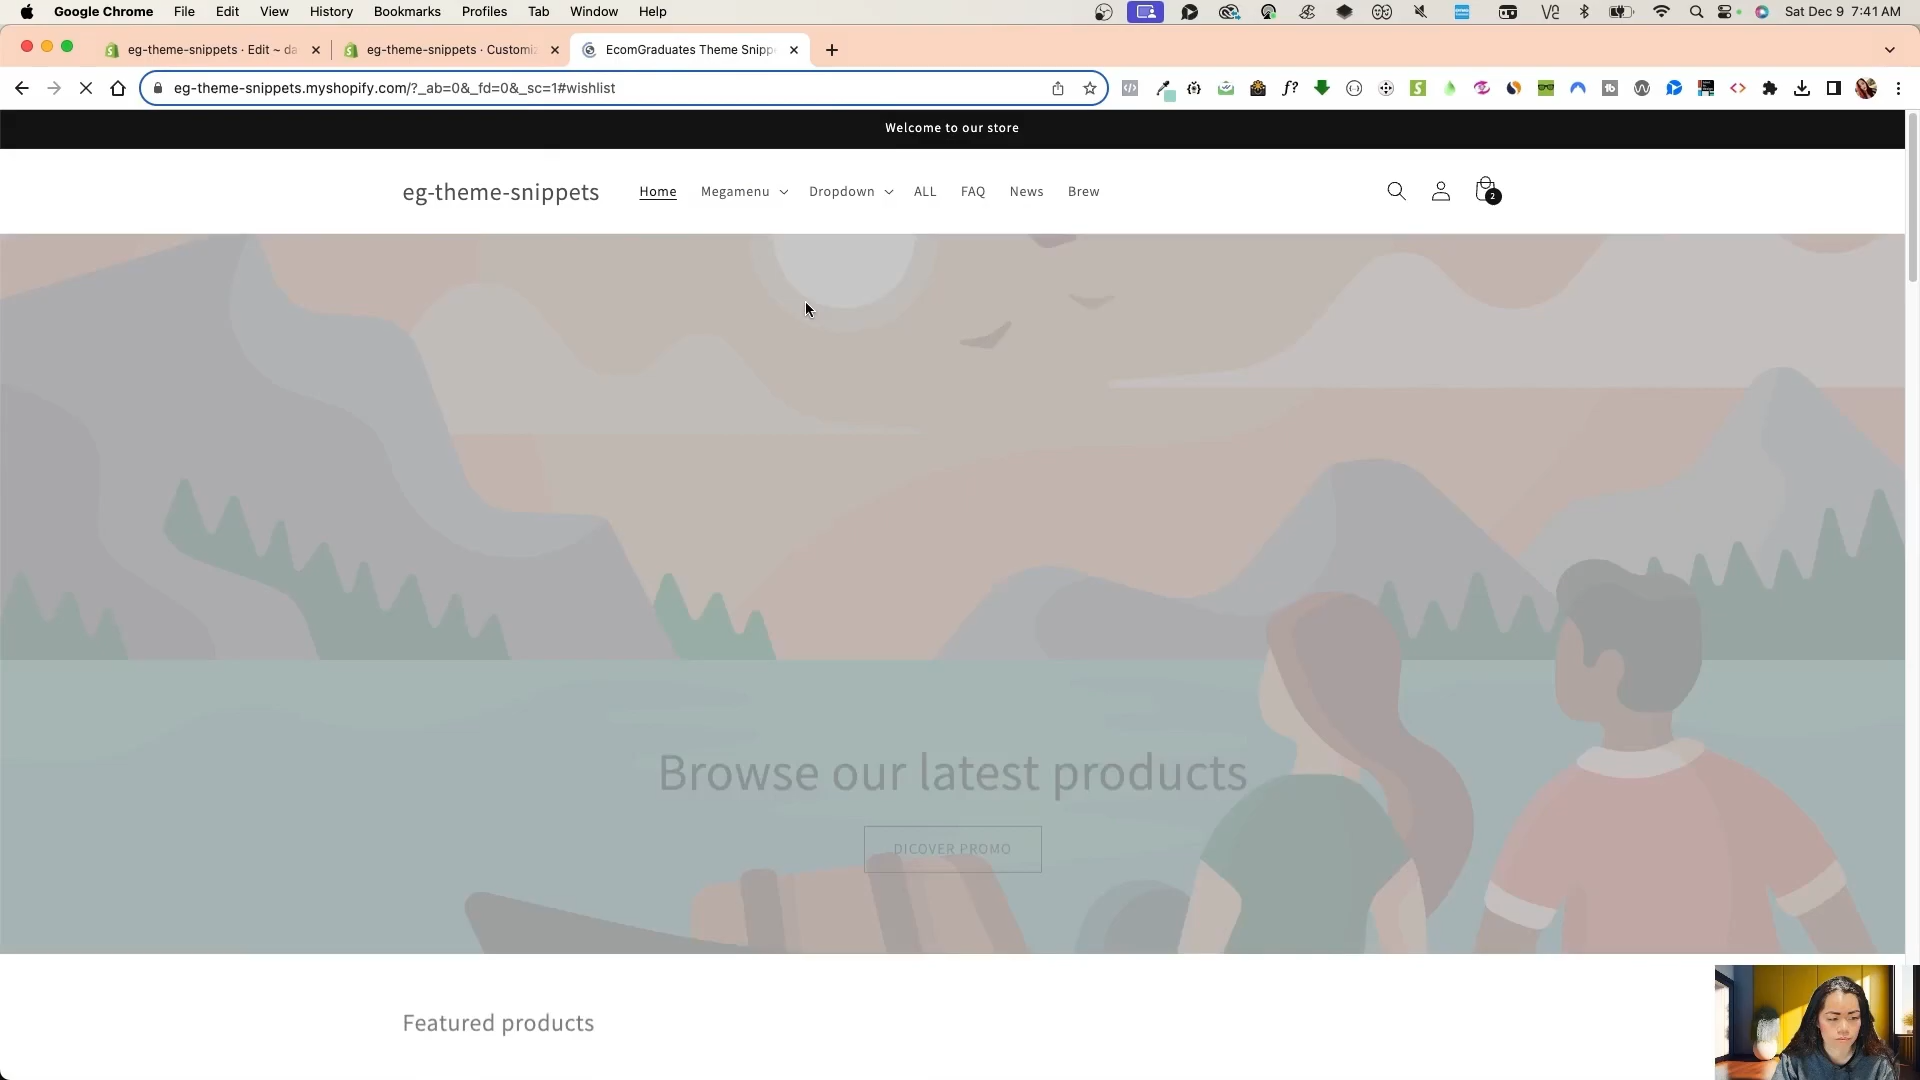 Google Chrome File Edit View History Bookmarks Profiles Tab Window Help Sat Dec 9 7:41 AM
eg-theme-snippets · Edit ~ da eg-theme-snippets · Customi EcomGraduates Theme Snipp
eg-theme-snippets.myshopify.com/?_ab=0&_fd=0&_sc=1#wishlist
Welcome to our store
eg-theme-snippets Home Megamenu Dropdown ALL FAQ News Brew 2
Browse our latest products
DICOVER PROMO
Featured products